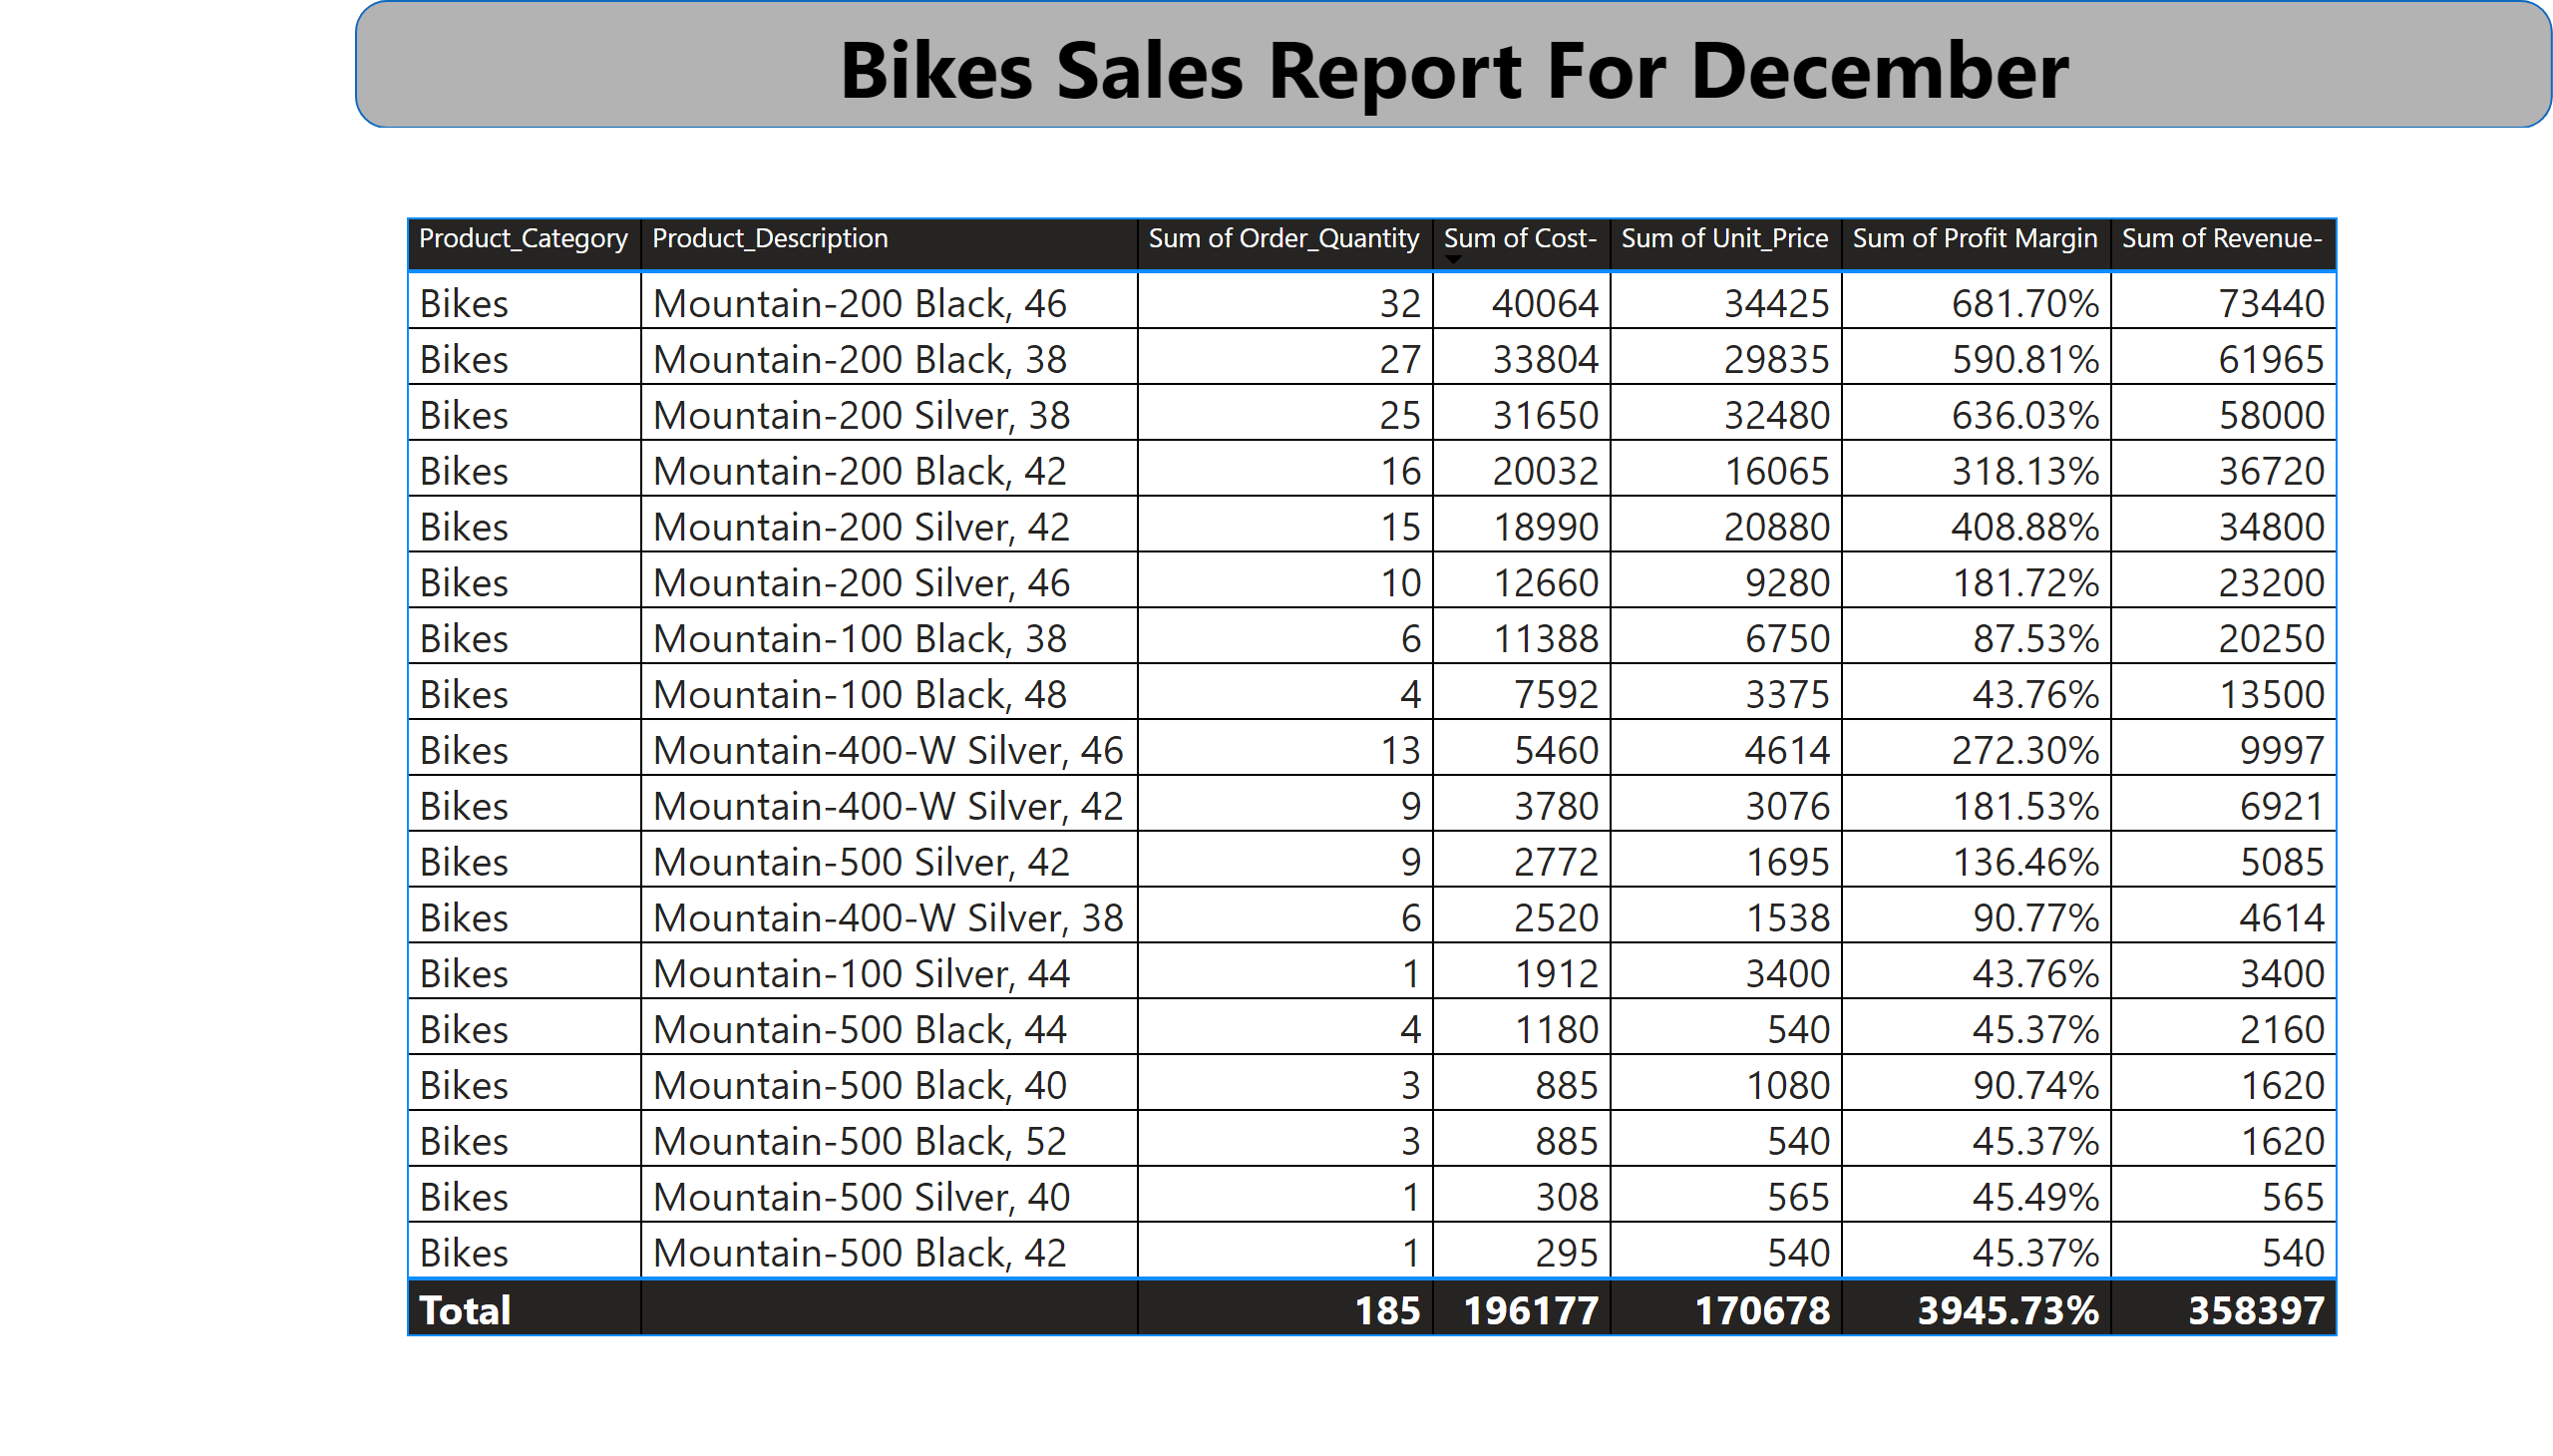 Bikes Sales Report For December
Product_Category Product_Description Sum of Order_Quantity Sum of Cost- Sum of Unit_Price Sum of Profit Margin Sum of Revenue-
Bikes Mountain-200 Black, 46 32 40064 34425 681.70% 73440
Bikes Mountain-200 Black, 38 27 33804 29835 590.81% 61965
Bikes Mountain-200 Silver, 38 25 31650 32480 636.03% 58000
Bikes Mountain-200 Black, 42 16 20032 16065 318.13% 36720
Bikes Mountain-200 Silver, 42 15 18990 20880 408.88% 34800
Bikes Mountain-200 Silver, 46 10 12660 9280 181.72% 23200
Bikes Mountain-100 Black, 38 6 11388 6750 87.53% 20250
Bikes Mountain-100 Black, 48 4 7592 3375 43.76% 13500
Bikes Mountain-400-W Silver, 46 13 5460 4614 272.30% 9997
Bikes Mountain-400-W Silver, 42 9 3780 3076 181.53% 6921
Bikes Mountain-500 Silver, 42 9 2772 1695 136.46% 5085
Bikes Mountain-400-W Silver, 38 6 2520 1538 90.77% 4614
Bikes Mountain-100 Silver, 44 1 1912 3400 43.76% 3400
Bikes Mountain-500 Black, 44 4 1180 540 45.37% 2160
Bikes Mountain-500 Black, 40 3 885 1080 90.74% 1620
Bikes Mountain-500 Black, 52 3 885 540 45.37% 1620
Bikes Mountain-500 Silver, 40 1 308 565 45.49% 565
Bikes Mountain-500 Black, 42 1 295 540 45.37% 540
Total 185 196177 170678 3945.73% 358397